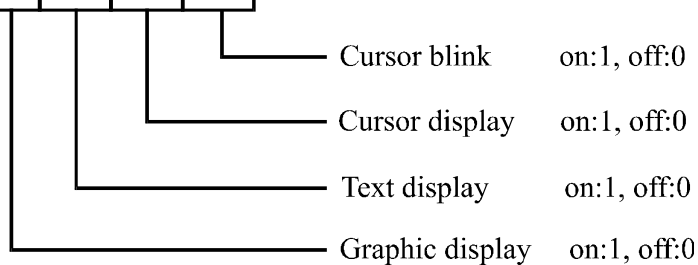 Cursor blink on:1, off:0
Cursor display on:1, off:0
Text display on:1, off:0
Graphic display on:1, off:0